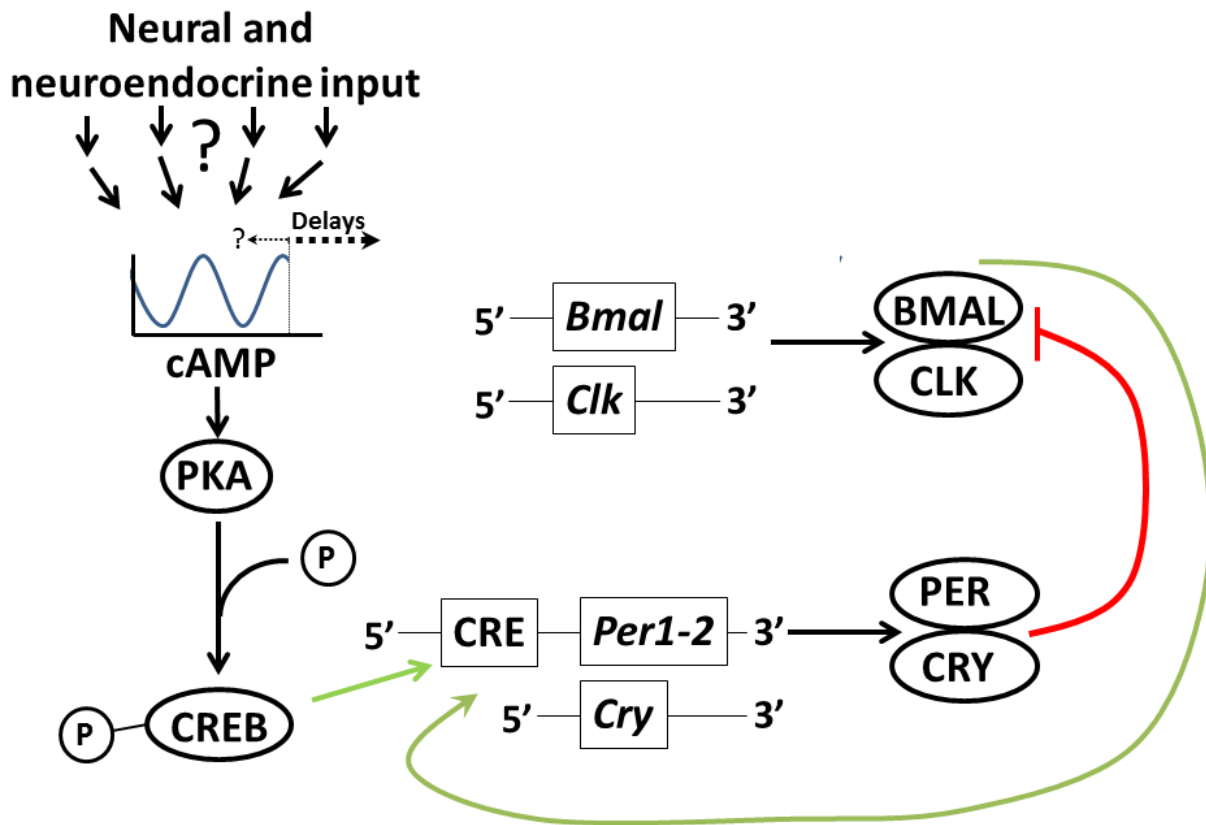 Neural and
neuroendocrine input
?
? Delays
cAMP
PKA
P
P CREB
5’ Bmal 3’
5’ Clk 3’
BMAL
CLK
5’ CRE Per1-2 3’
5’ Cry 3’
PER
CRY